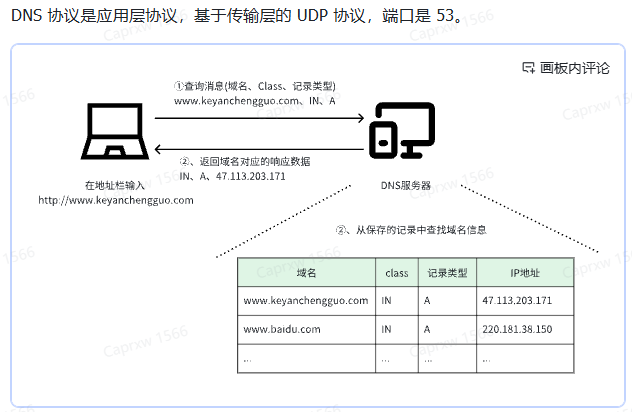 DNS 协议是应用层协议，基于传输层的 UDP 协议，端口是 53。
画板内评论
①查询消息(域名、Class、记录类型)
www.keyanchengguo.com、IN、A
②、返回域名对应的响应数据
IN、A、47.113.203.171
在地址栏输入
http://www.keyanchengguo.com
DNS服务器
②、从保存的记录中查找域名信息
域名 class 记录类型 IP地址
www.keyanchengguo.com IN A 47.113.203.171
www.baidu.com IN A 220.181.38.150
... ... ... ...
Caprxw 1566